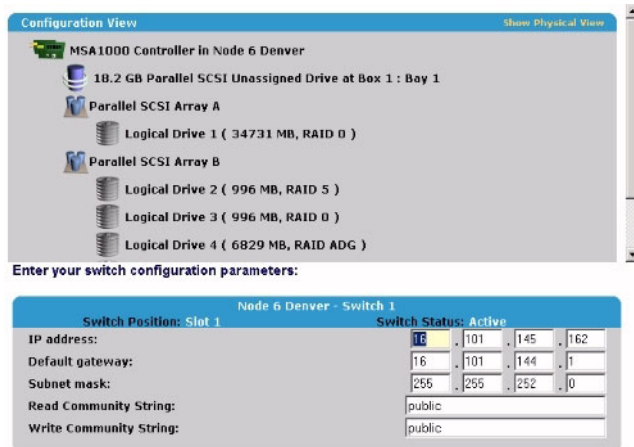 Configuration View Show Physical View
MSA1000 Controller in Node 6 Denver
18.2 GB Parallel SCSI Unassigned Drive at Box 1 : Bay 1
Parallel SCSI Array A
Logical Drive 1 ( 34731 MB, RAID 0 )
Parallel SCSI Array B
Logical Drive 2 ( 996 MB, RAID 5 )
Logical Drive 3 ( 996 MB, RAID 0 )
Logical Drive 4 ( 6829 MB, RAID ADG )
Enter your switch configuration parameters:
Node 6 Denver - Switch 1
Switch Position: Slot 1 Switch Status: Active
IP address: 16 . 101 . 145 . 162
Default gateway: 16 . 101 . 144 . 1
Subnet mask: 255 . 255 . 252 . 0
Read Community String: public
Write Community String: public